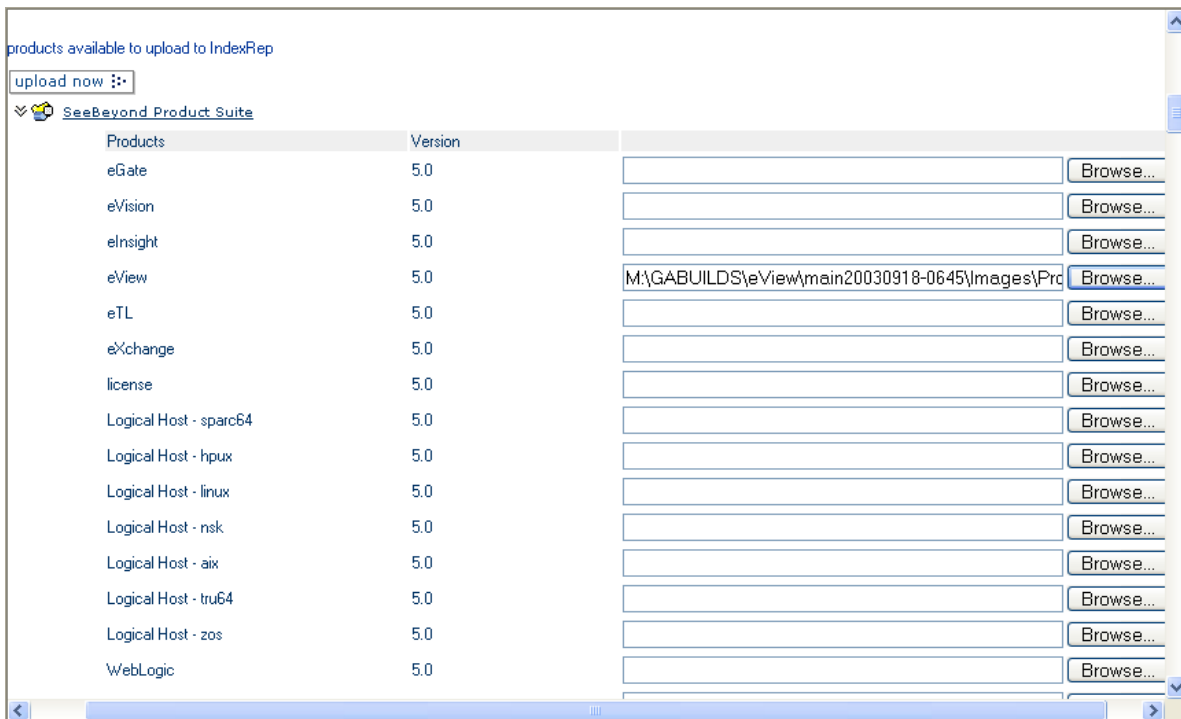 products available to upload to IndexRep
upload now
SeeBeyond Product Suite
Products Version
eGate 5.0 Browse...
eVision 5.0 Browse...
eInsight 5.0 Browse...
eView 5.0 M:\GABUILDS\eView\main20030918-0645\Images\Pro Browse...
eTL 5.0 Browse...
eXchange 5.0 Browse...
license 5.0 Browse...
Logical Host - sparc64 5.0 Browse...
Logical Host - hpux 5.0 Browse...
Logical Host - linux 5.0 Browse...
Logical Host - nsk 5.0 Browse...
Logical Host - aix 5.0 Browse...
Logical Host - tru64 5.0 Browse...
Logical Host - zos 5.0 Browse...
WebLogic 5.0 Browse...